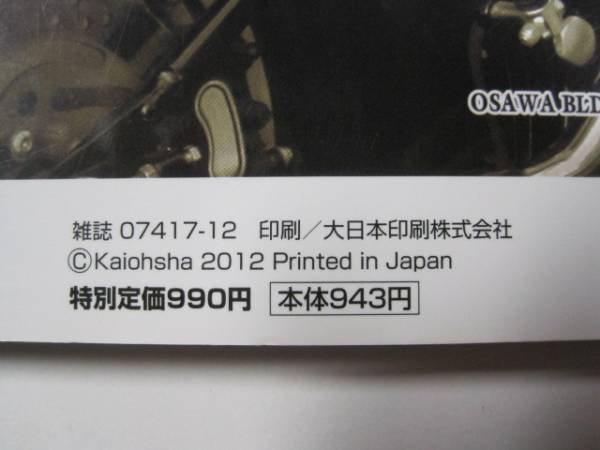 OSAWA BLD
雑誌 07417-12 印刷／大日本印刷株式会社
©Kaiohsha 2012 Printed in Japan
特別定価990円 本体943円